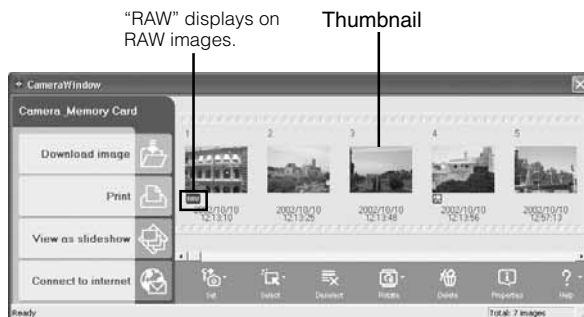 “RAW” displays on
RAW images.
Thumbnail
CameraWindow
Camera _Memory Card
Download image
Print
View as slideshow
Connect to internet
1 2 3 4 5
RAW
2002/10/10 2002/10/10 2002/10/10 2002/10/10 2002/10/10
12:13:10 12:13:25 12:13:48 12:13:56 12:57:13
Set Select Deselect Rotate Delete Properties Help
Ready
Total: 7 images